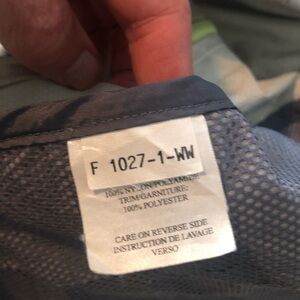 F 1027-1-WW
100% NYLON/POLYAMIDE
TRIM/GARNITURE:
100% POLYESTER
CARE ON REVERSE SIDE
INSTRUCTION DE LAVAGE
VERSO